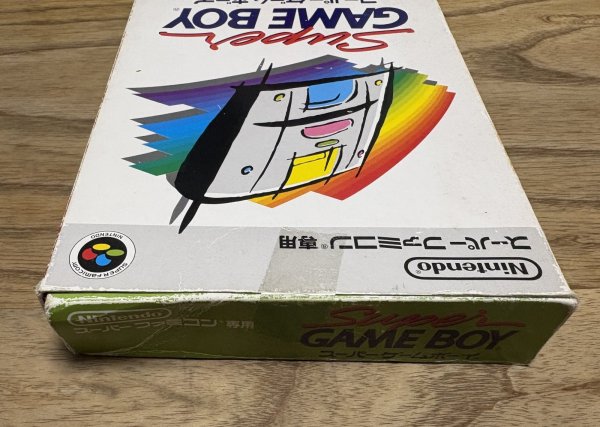 Super
GAME BOY®
スーパーゲームボーイ
Nintendo®
スーパーファミコン®専用
SUPER FAMICOM
NINTENDO
Super
GAME BOY
スーパーゲームボーイ
Nintendo
スーパーファミコン®専用